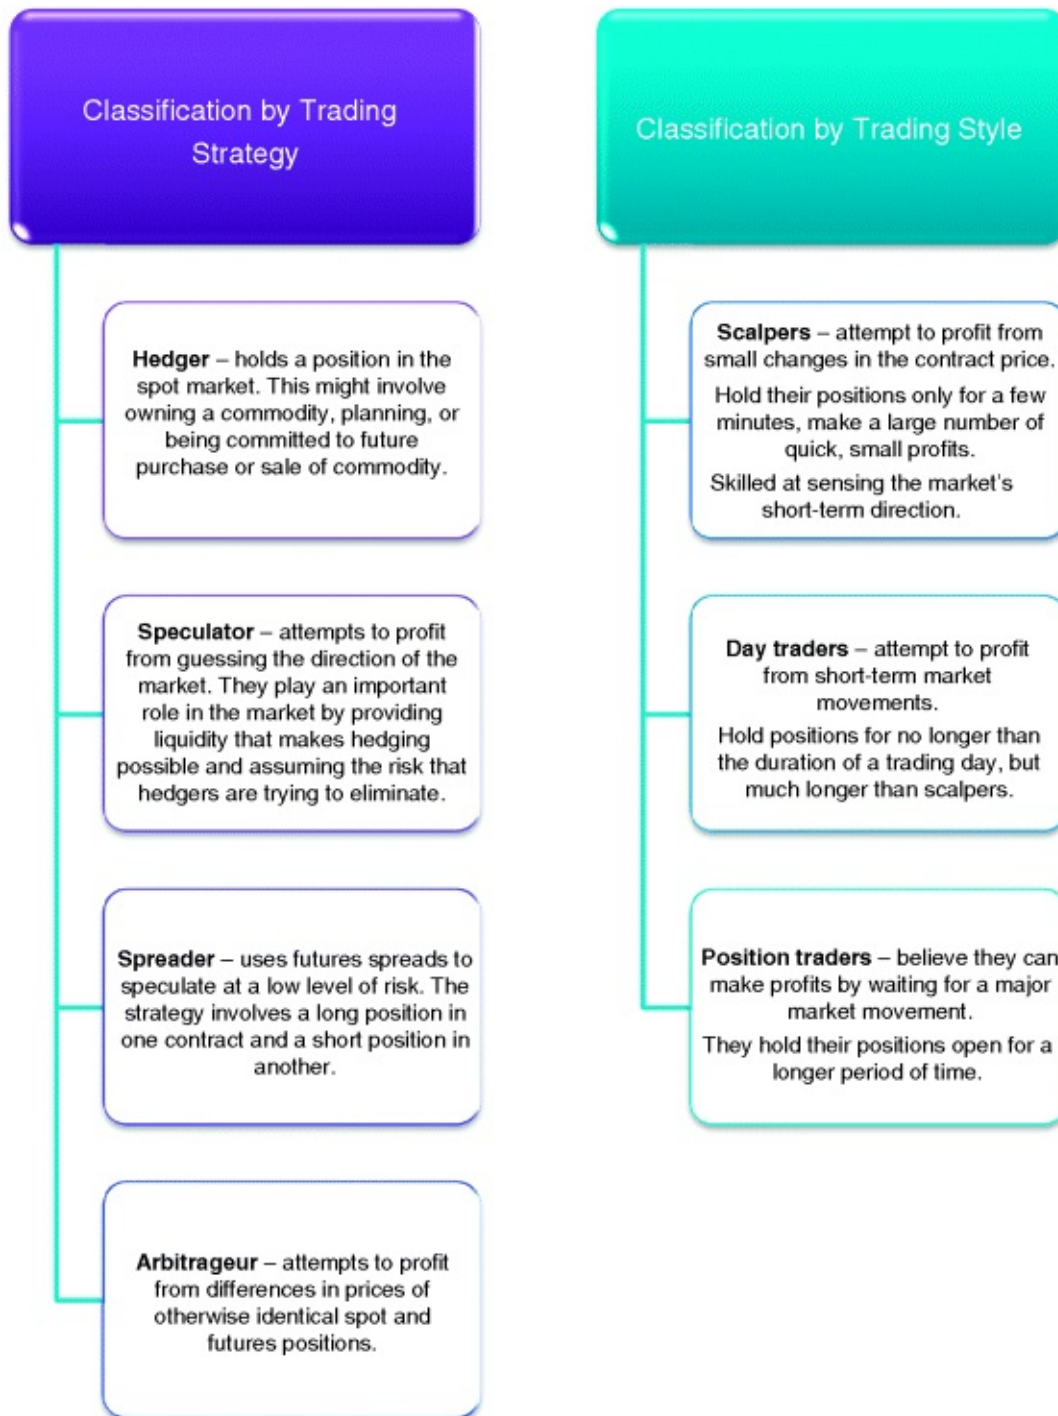 Classification by Trading
Strategy
Hedger – holds a position in the
spot market. This might involve
owning a commodity, planning, or
being committed to future
purchase or sale of commodity.
Speculator – attempts to profit
from guessing the direction of the
market. They play an important
role in the market by providing
liquidity that makes hedging
possible and assuming the risk that
hedgers are trying to eliminate.
Spreader – uses futures spreads to
speculate at a low level of risk. The
strategy involves a long position in
one contract and a short position in
another.
Arbitrageur – attempts to profit
from differences in prices of
otherwise identical spot and
futures positions.
Classification by Trading Style
Scalpers – attempt to profit from
small changes in the contract price.
Hold their positions only for a few
minutes, make a large number of
quick, small profits.
Skilled at sensing the market's
short-term direction.
Day traders – attempt to profit
from short-term market
movements.
Hold positions for no longer than
the duration of a trading day, but
much longer than scalpers.
Position traders – believe they can
make profits by waiting for a major
market movement.
They hold their positions open for a
longer period of time.